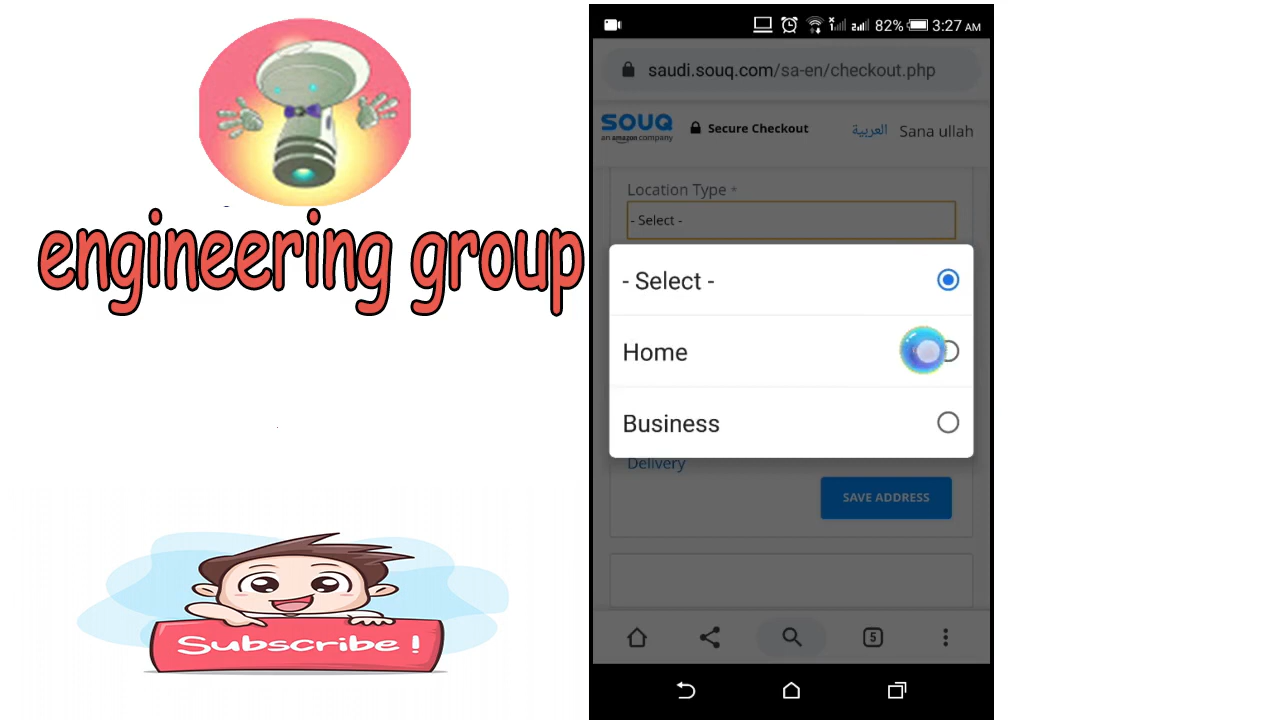 engineering group
Subscribe !
82% 3:27 AM
saudi.souq.com/sa-en/checkout.php
SOUQ
an amazon company
Secure Checkout
العربية
Sana ullah
Location Type *
- Select -
- Select -
Home
Business
Delivery
SAVE ADDRESS
5